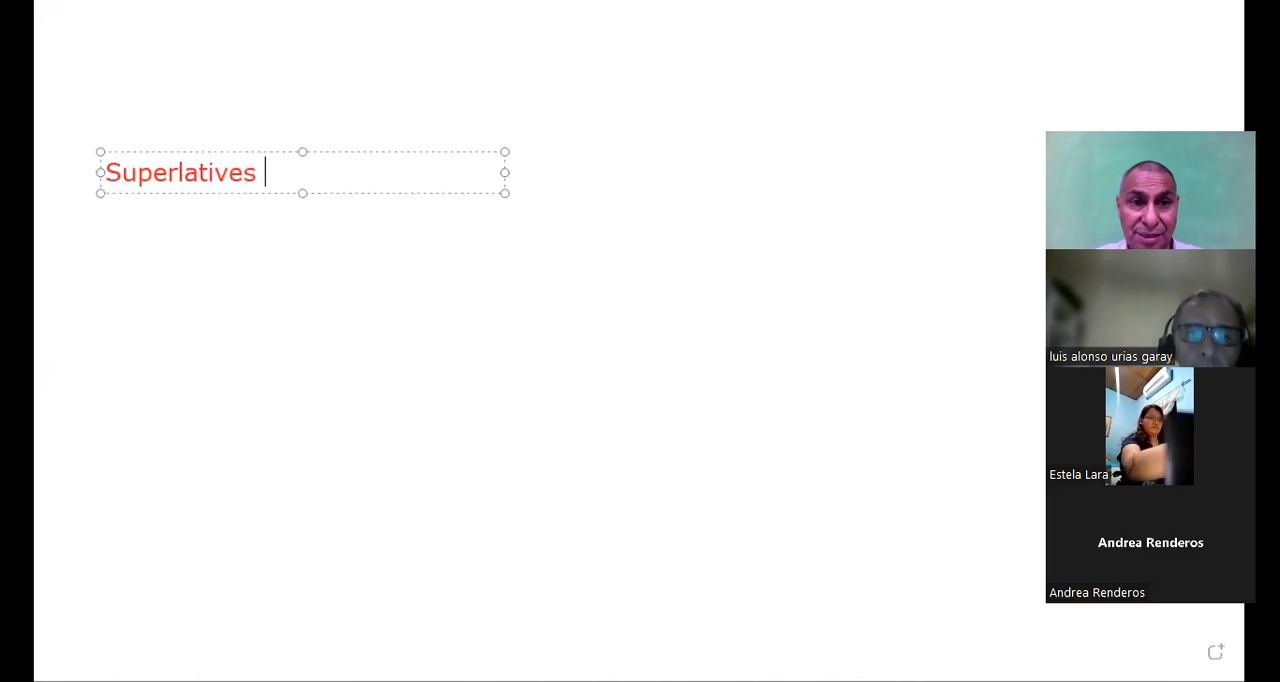 Superlatives
luis alonso urias garay
Estela Lara
Andrea Renderos
Andrea Renderos